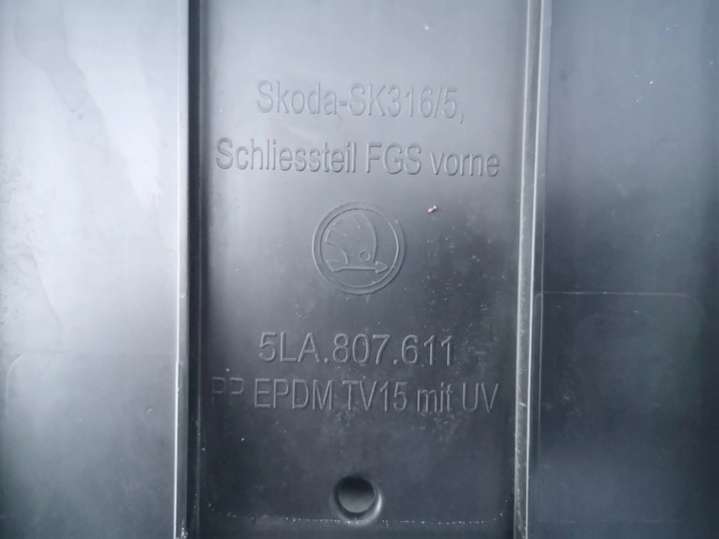 Skoda-SK316/5,
Schliessteil FGS vorne
5LA.807.611
PP EPDM TV15 mit UV